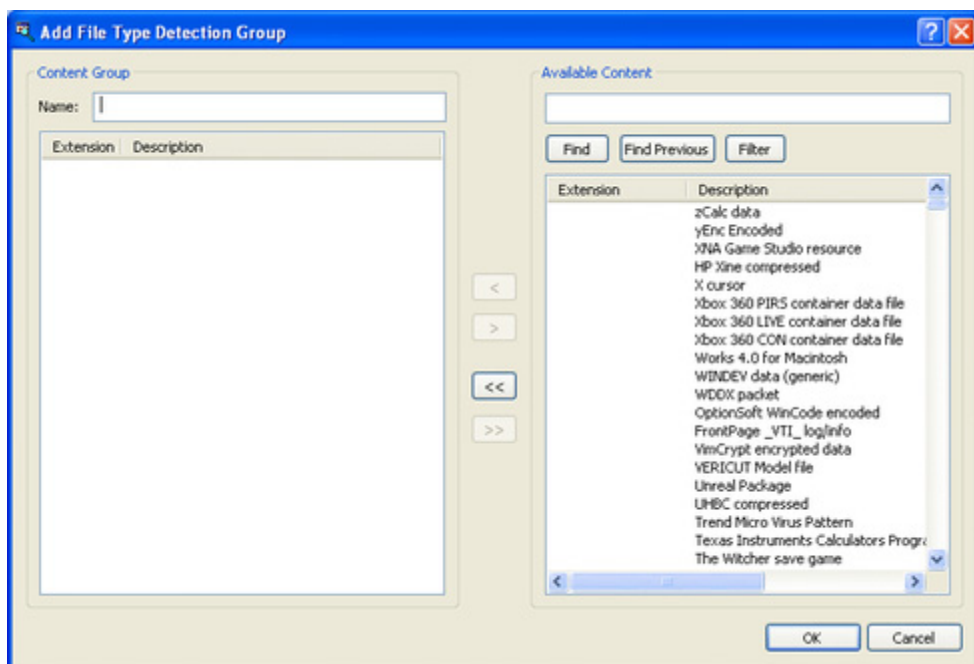 Add File Type Detection Group
Content Group
Name:
Extension Description
<
>
<<
>>
Available Content
Find Find Previous Filter
Extension Description
zCalc data
yEnc Encoded
XNA Game Studio resource
HP Xine compressed
X cursor
Xbox 360 PIRS container data file
Xbox 360 LIVE container data file
Xbox 360 CON container data file
Works 4.0 for Macintosh
WINDEV data (generic)
WDDX packet
OptionSoft WinCode encoded
FrontPage _VTI_ log/info
VimCrypt encrypted data
VERICUT Model file
Unreal Package
UHBC compressed
Trend Micro Virus Pattern
Texas Instruments Calculators Progra
The Witcher save game
OK Cancel